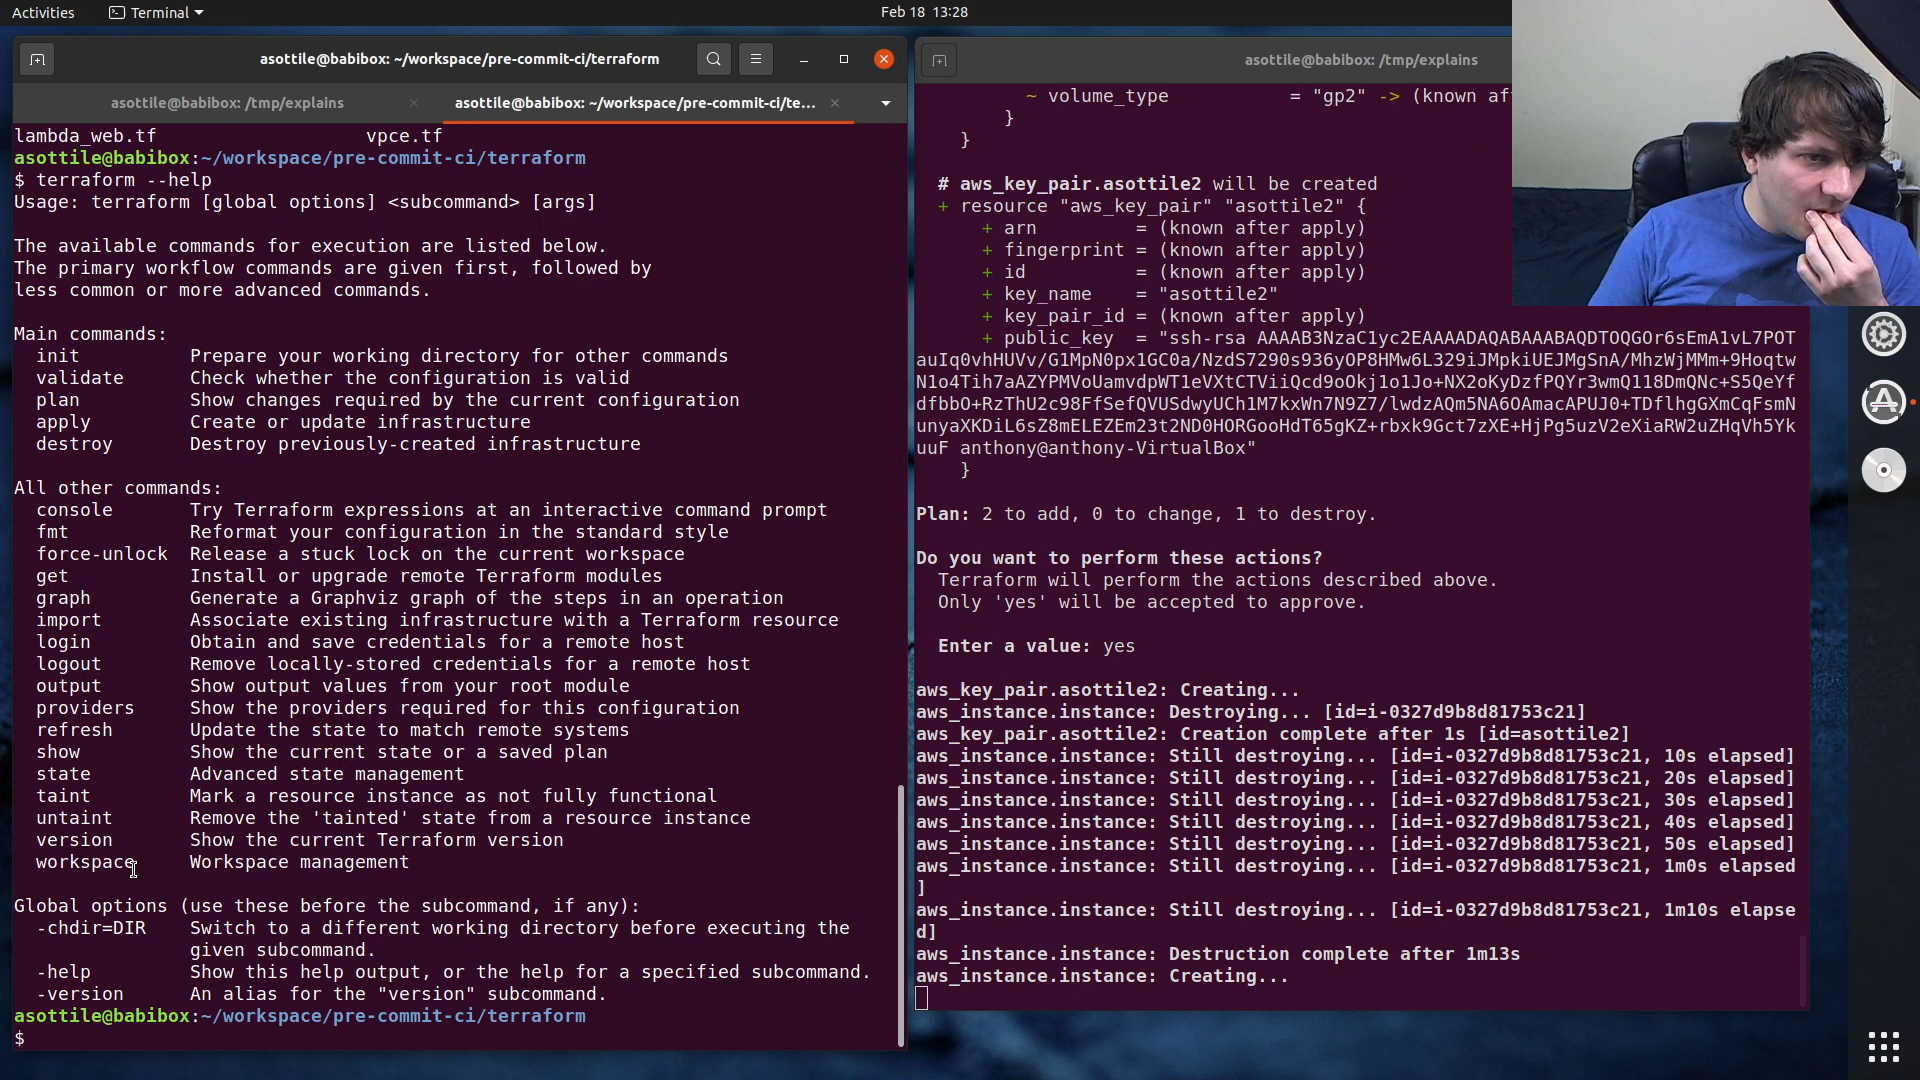 Activities
Terminal
Feb 18 13:28
asottile@babibox: ~/workspace/pre-commit-ci/terraform
asottile@babibox: /tmp/explains
asottile@babibox: ~/workspace/pre-commit-ci/te...
lambda_web.tf vpce.tf
asottile@babibox:~/workspace/pre-commit-ci/terraform
$ terraform --help
Usage: terraform [global options] <subcommand> [args]
The available commands for execution are listed below.
The primary workflow commands are given first, followed by
less common or more advanced commands.
Main commands:
init Prepare your working directory for other commands
validate Check whether the configuration is valid
plan Show changes required by the current configuration
apply Create or update infrastructure
destroy Destroy previously-created infrastructure
All other commands:
console Try Terraform expressions at an interactive command prompt
fmt Reformat your configuration in the standard style
force-unlock Release a stuck lock on the current workspace
get Install or upgrade remote Terraform modules
graph Generate a Graphviz graph of the steps in an operation
import Associate existing infrastructure with a Terraform resource
login Obtain and save credentials for a remote host
logout Remove locally-stored credentials for a remote host
output Show output values from your root module
providers Show the providers required for this configuration
refresh Update the state to match remote systems
show Show the current state or a saved plan
state Advanced state management
taint Mark a resource instance as not fully functional
untaint Remove the 'tainted' state from a resource instance
version Show the current Terraform version
workspace Workspace management
Global options (use these before the subcommand, if any):
-chdir=DIR Switch to a different working directory before executing the
given subcommand.
-help Show this help output, or the help for a specified subcommand.
-version An alias for the "version" subcommand.
asottile@babibox:~/workspace/pre-commit-ci/terraform
$
asottile@babibox: /tmp/explains
~ volume_type = "gp2" -> (known af
}
}
# aws_key_pair.asottile2 will be created
+ resource "aws_key_pair" "asottile2" {
+ arn = (known after apply)
+ fingerprint = (known after apply)
+ id = (known after apply)
+ key_name = "asottile2"
+ key_pair_id = (known after apply)
+ public_key = "ssh-rsa AAAAB3NzaC1yc2EAAAADAQABAAABAQDTOQGOr6sEmA1vL7POT
auIq0vhHUVv/G1MpN0px1GC0a/NzdS7290s936yOP8HMw6L329iJMpkiUEJMgSnA/MhzWjMMm+9Hoqtw
N1o4Tih7aAZYPMVoUamvdpWT1eVXtCTViiQcd9oOkj1o1Jo+NX2oKyDzfPQYr3wmQ118DmQNc+S5QeYf
dfbbO+RzThU2c98FfSefQVUSdwyUCh1M7kxWn7N9Z7/lwdzAQm5NA6OAmacAPUJ0+TDflhgGXmCqFsmN
unyaXKDiL6sZ8mELEZEm23t2ND0HORGooHdT65gKZ+rbxk9Gct7zXE+HjPg5uzV2eXiaRW2uZHqVh5Yk
uuF anthony@anthony-VirtualBox"
}
Plan: 2 to add, 0 to change, 1 to destroy.
Do you want to perform these actions?
Terraform will perform the actions described above.
Only 'yes' will be accepted to approve.
Enter a value: yes
aws_key_pair.asottile2: Creating...
aws_instance.instance: Destroying... [id=i-0327d9b8d81753c21]
aws_key_pair.asottile2: Creation complete after 1s [id=asottile2]
aws_instance.instance: Still destroying... [id=i-0327d9b8d81753c21, 10s elapsed]
aws_instance.instance: Still destroying... [id=i-0327d9b8d81753c21, 20s elapsed]
aws_instance.instance: Still destroying... [id=i-0327d9b8d81753c21, 30s elapsed]
aws_instance.instance: Still destroying... [id=i-0327d9b8d81753c21, 40s elapsed]
aws_instance.instance: Still destroying... [id=i-0327d9b8d81753c21, 50s elapsed]
aws_instance.instance: Still destroying... [id=i-0327d9b8d81753c21, 1m0s elapsed
]
aws_instance.instance: Still destroying... [id=i-0327d9b8d81753c21, 1m10s elapse
d]
aws_instance.instance: Destruction complete after 1m13s
aws_instance.instance: Creating...